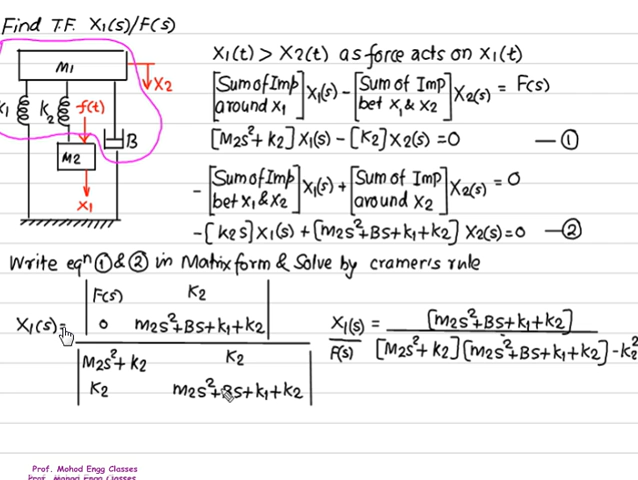 Find T.F. X1(s)/F(s)
M1
X2
K1
K2
f(t)
B
M2
X1
X1(t) > X2(t) as force acts on X1(t)
[Sum of Imp around X1] X1(s) - [Sum of Imp bet X1 & X2] X2(s) = F(s)
[M2s²+K2] X1(s) - [K2] X2(s) = 0 — ①
- [Sum of Imp bet X1 & X2] X1(s) + [Sum of Imp around X2] X2(s) = 0
- [K2s] X1(s) + [M2s²+Bs+K1+K2] X2(s) = 0 — ②
Write eqⁿ ① & ② in Matrix form & Solve by cramer's rule
X1(s) =
F(s) K2
0 M2s²+Bs+K1+K2
M2s²+K2 K2
K2 M2s²+Bs+K1+K2
X1(s)/F(s) = [M2s²+Bs+K1+K2] / [M2s²+K2][M2s²+Bs+K1+K2] - K2²
Prof. Mohod Engg Classes
Prof. Mohod Engg Classes